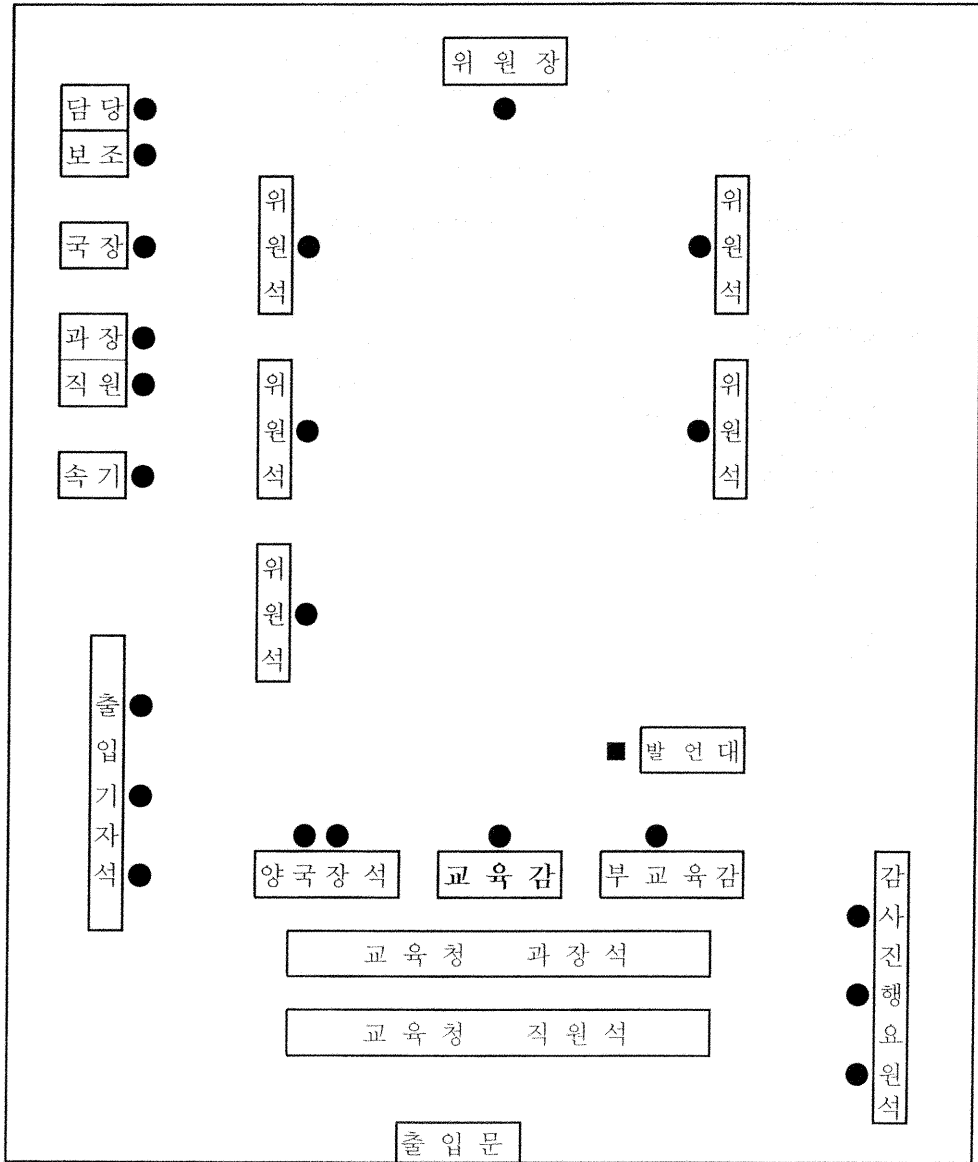 위 원 장
담 당
보 조
국 장
과 장
직 원
속 기
위원석
위원석
위원석
위원석
위원석
출입기자석
발 언 대
양 국 장 석
교 육 감
부 교 육 감
감사진행요원석
교 육 청 과 장 석
교 육 청 직 원 석
출 입 문